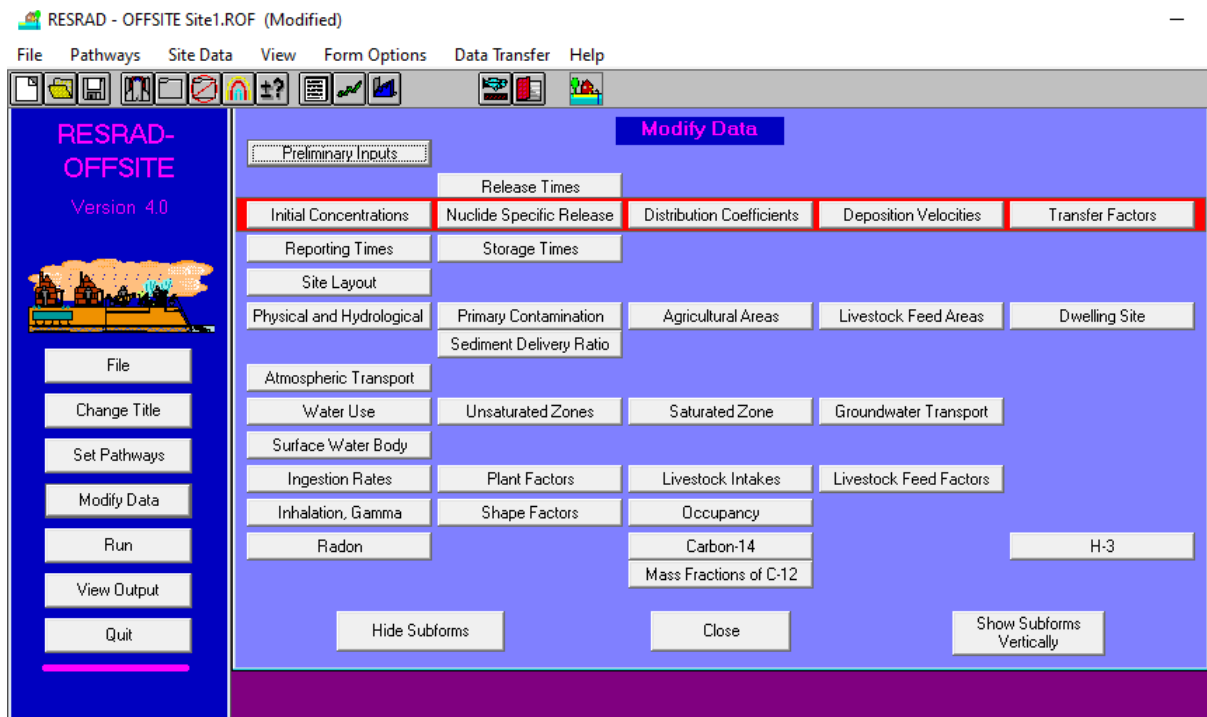 RESRAD - OFFSITE Site1.ROF (Modified)
File Pathways Site Data View Form Options Data Transfer Help
±?
RESRAD-
OFFSITE
Version 4.0
File
Change Title
Set Pathways
Modify Data
Run
View Output
Quit
Modify Data
Preliminary Inputs
Release Times
Initial Concentrations Nuclide Specific Release Distribution Coefficients Deposition Velocities Transfer Factors
Reporting Times Storage Times
Site Layout
Physical and Hydrological Primary Contamination Agricultural Areas Livestock Feed Areas Dwelling Site
Sediment Delivery Ratio
Atmospheric Transport
Water Use Unsaturated Zones Saturated Zone Groundwater Transport
Surface Water Body
Ingestion Rates Plant Factors Livestock Intakes Livestock Feed Factors
Inhalation, Gamma Shape Factors Occupancy
Radon Carbon-14 H-3
Mass Fractions of C-12
Hide Subforms Close Show Subforms
Vertically